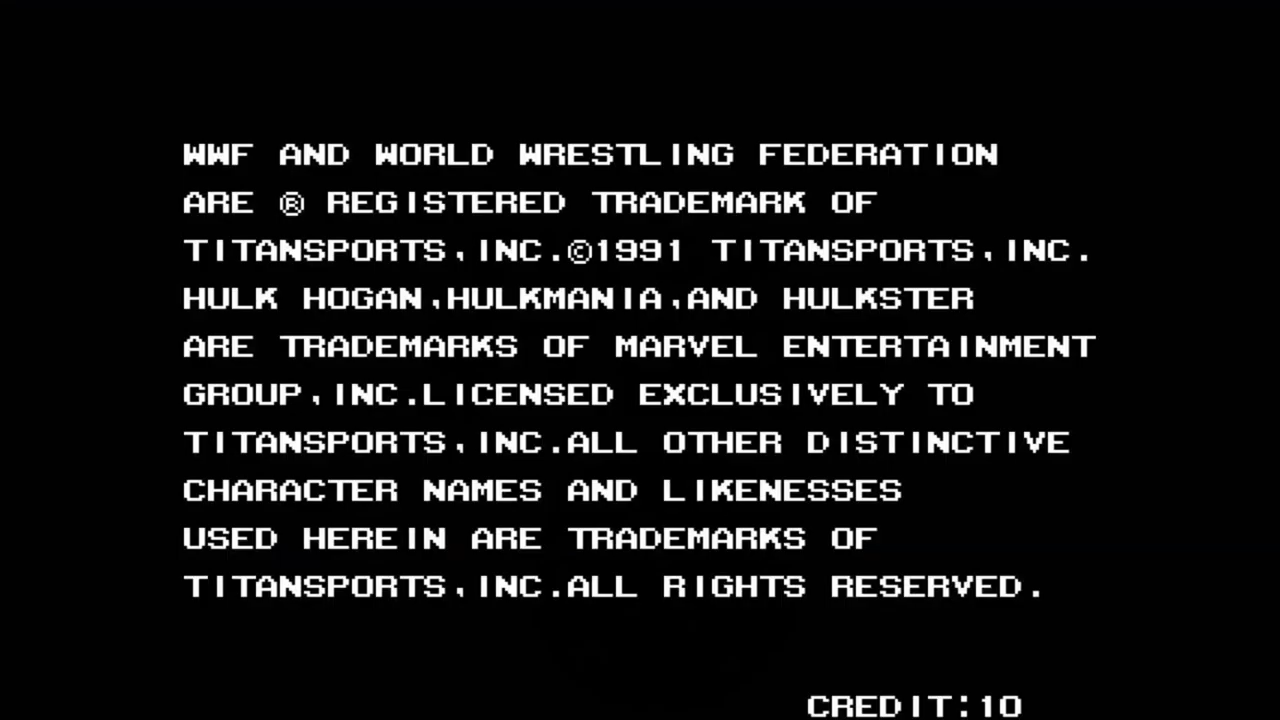 WWF AND WORLD WRESTLING FEDERATION
ARE ® REGISTERED TRADEMARK OF
TITANSPORTS,INC.©1991 TITANSPORTS,INC.
HULK HOGAN,HULKMANIA,AND HULKSTER
ARE TRADEMARKS OF MARVEL ENTERTAINMENT
GROUP,INC.LICENSED EXCLUSIVELY TO
TITANSPORTS,INC.ALL OTHER DISTINCTIVE
CHARACTER NAMES AND LIKENESSES
USED HEREIN ARE TRADEMARKS OF
TITANSPORTS,INC.ALL RIGHTS RESERVED.
CREDIT:10